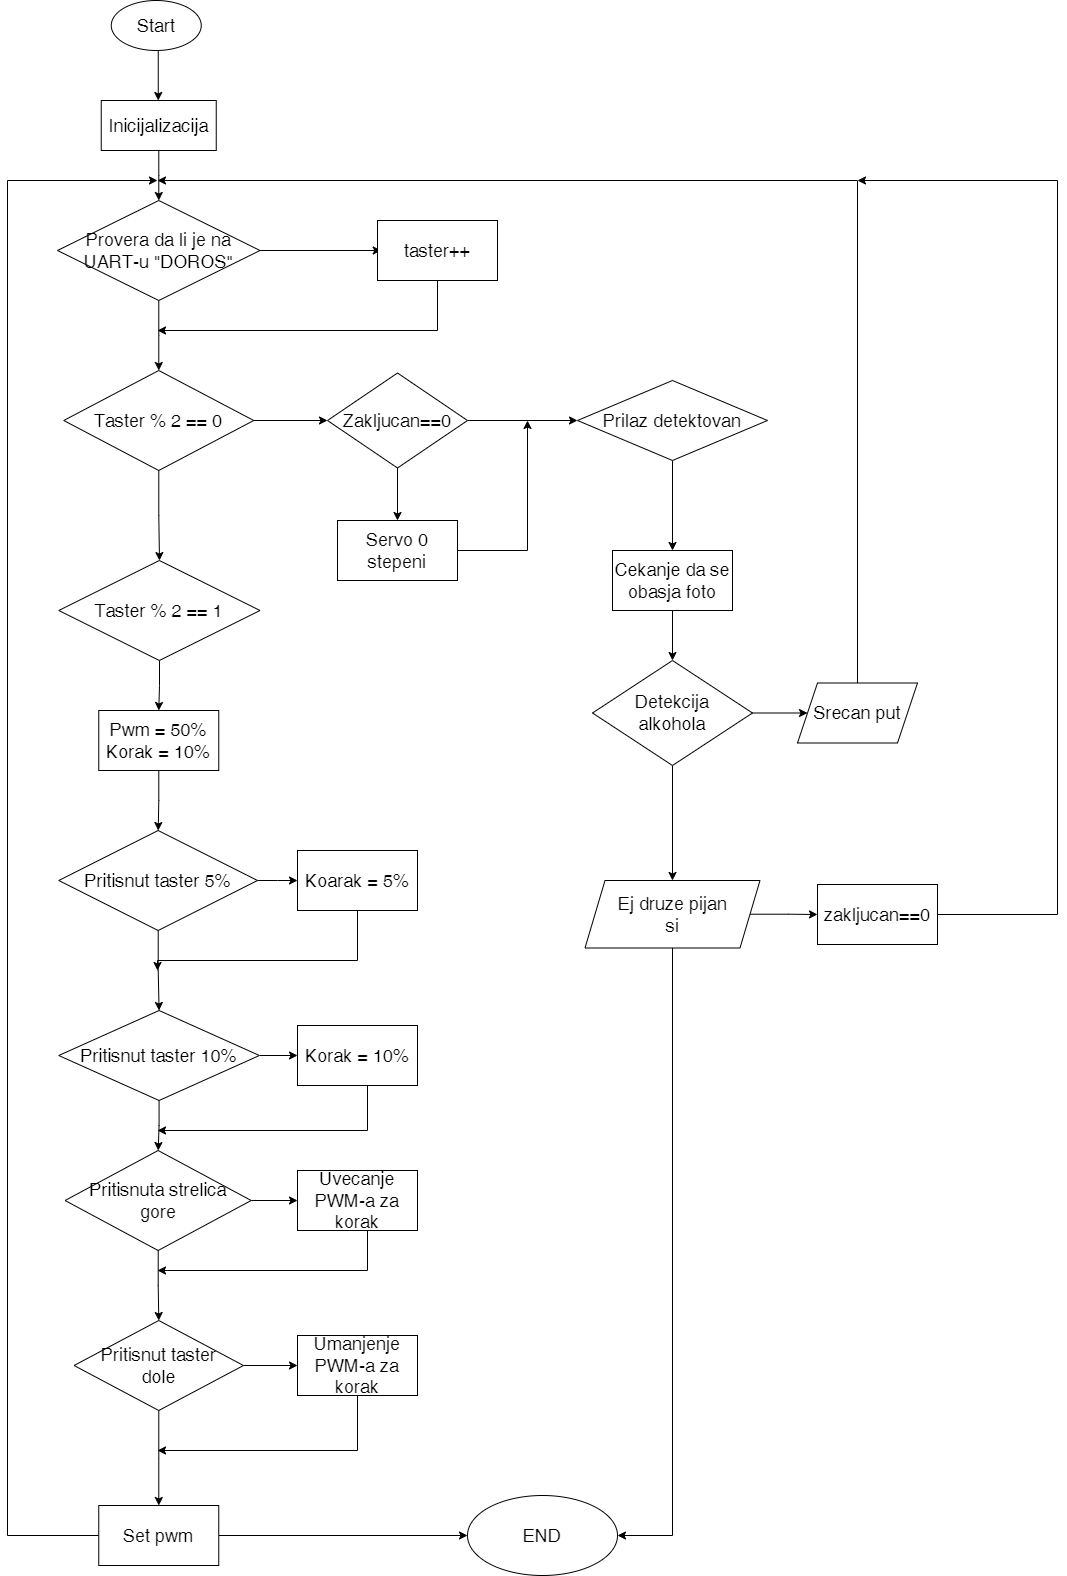 Start
Inicijalizacija
Provera da li je na
UART-u "DOROS"
taster++
Taster % 2 == 0
Zakljucan==0
Prilaz detektovan
Servo 0
stepeni
Cekanje da se
obasja foto
Taster % 2 == 1
Detekcija
alkohola
Srecan put
Pwm = 50%
Korak = 10%
Pritisnut taster 5%
Koarak = 5%
Ej druze pijan
si
zakljucan==0
Pritisnut taster 10%
Korak = 10%
Pritisnuta strelica
gore
Uvecanje
PWM-a za
korak
Pritisnut taster
dole
Umanjenje
PWM-a za
korak
Set pwm
END